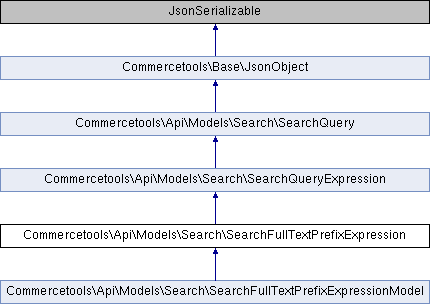 JsonSerializable
Commercetools\Base\JsonObject
Commercetools\Api\Models\Search\SearchQuery
Commercetools\Api\Models\Search\SearchQueryExpression
Commercetools\Api\Models\Search\SearchFullTextPrefixExpression
Commercetools\Api\Models\Search\SearchFullTextPrefixExpressionModel